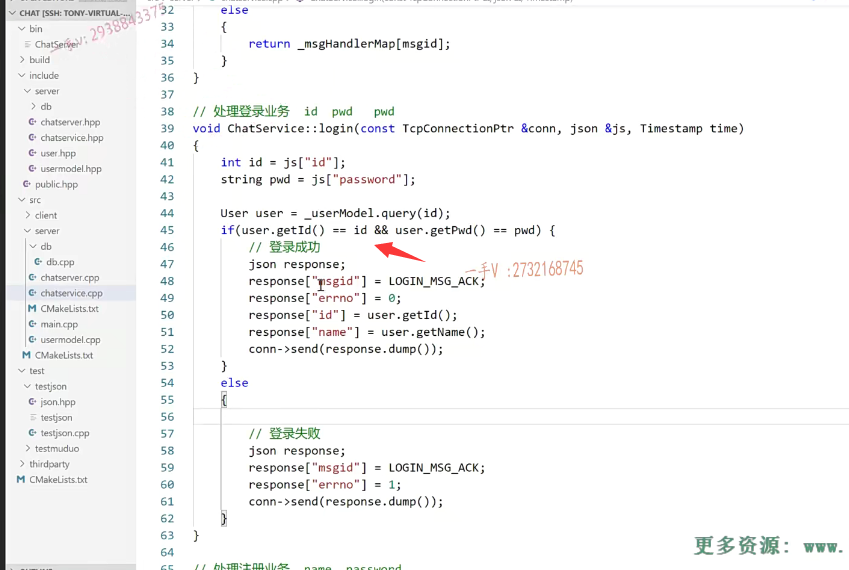 CHAT [SSH: TONY-VIRTUAL-...
bin
ChatServer
build
include
server
db
chatserver.hpp
chatservice.hpp
user.hpp
usermodel.hpp
public.hpp
src
client
server
db
db.cpp
chatserver.cpp
chatservice.cpp
CMakeLists.txt
main.cpp
usermodel.cpp
CMakeLists.txt
test
testjson
json.hpp
testjson
testjson.cpp
testmuduo
thirdparty
CMakeLists.txt
32 else
33 {
34 return _msgHandlerMap[msgid];
35 }
36 }
37
38 // 处理登录业务 id pwd pwd
39 void ChatService::login(const TcpConnectionPtr &conn, json &js, Timestamp time)
40 {
41 int id = js["id"];
42 string pwd = js["password"];
43
44 User user = _userModel.query(id);
45 if(user.getId() == id && user.getPwd() == pwd) {
46 // 登录成功
47 json response;
48 response["msgid"] = LOGIN_MSG_ACK;
49 response["errno"] = 0;
50 response["id"] = user.getId();
51 response["name"] = user.getName();
52 conn->send(response.dump());
53 }
54 else
55 {
56
57 // 登录失败
58 json response;
59 response["msgid"] = LOGIN_MSG_ACK;
60 response["errno"] = 1;
61 conn->send(response.dump());
62 }
63 }
64
65 // 处理注册业务 name password
一手V :2732168745
更多资源: www.